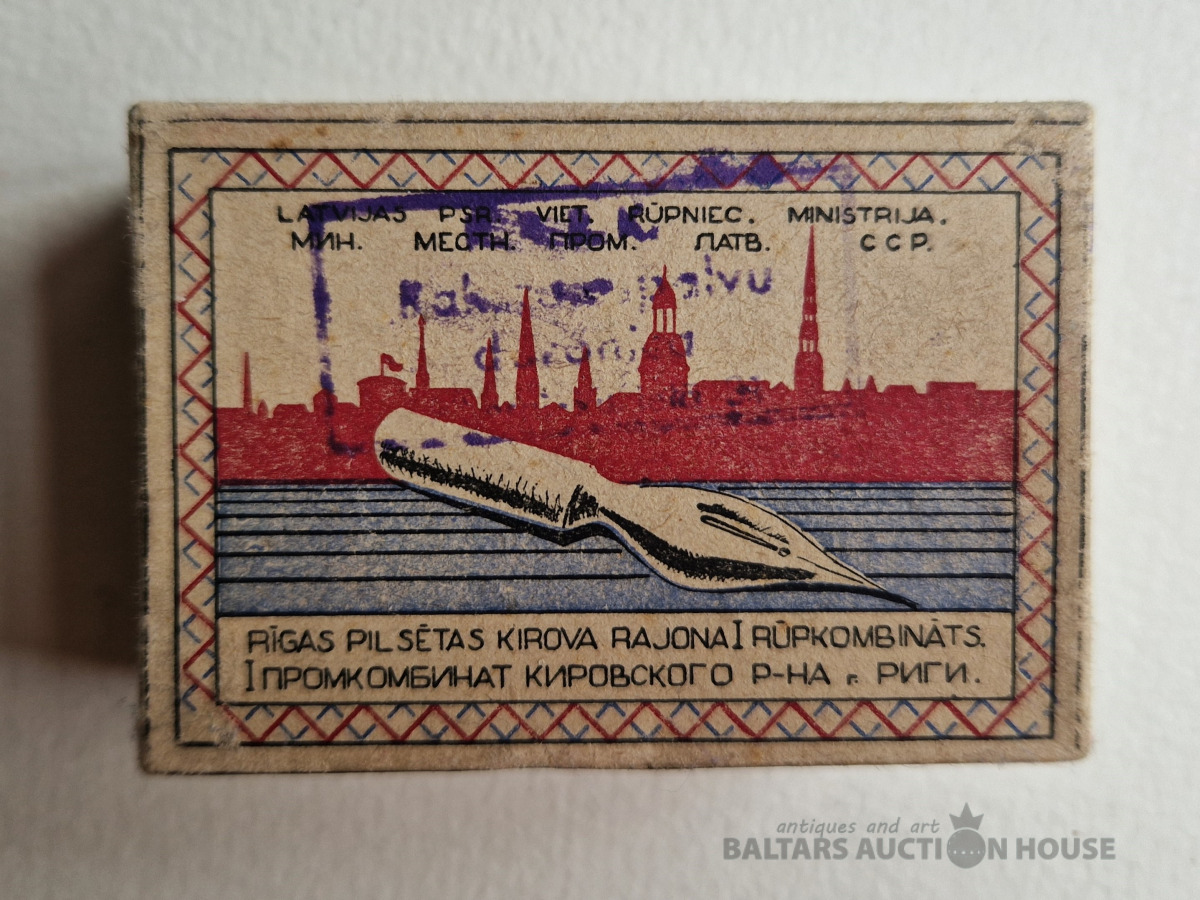 LATVIJAS PSR. VIET. RŪPNIEC. MINISTRIJA.
МИН. МЕСТН. ПРОМ. ЛАТВ. ССР.
RĪGAS PILSĒTAS KIROVA RAJONA I RŪPKOMBINĀTS.
I ПРОМКОМБИНАТ КИРОВСКОГО Р-НА г. РИГИ.
antiques and art
BALTARS AUCTION HOUSE